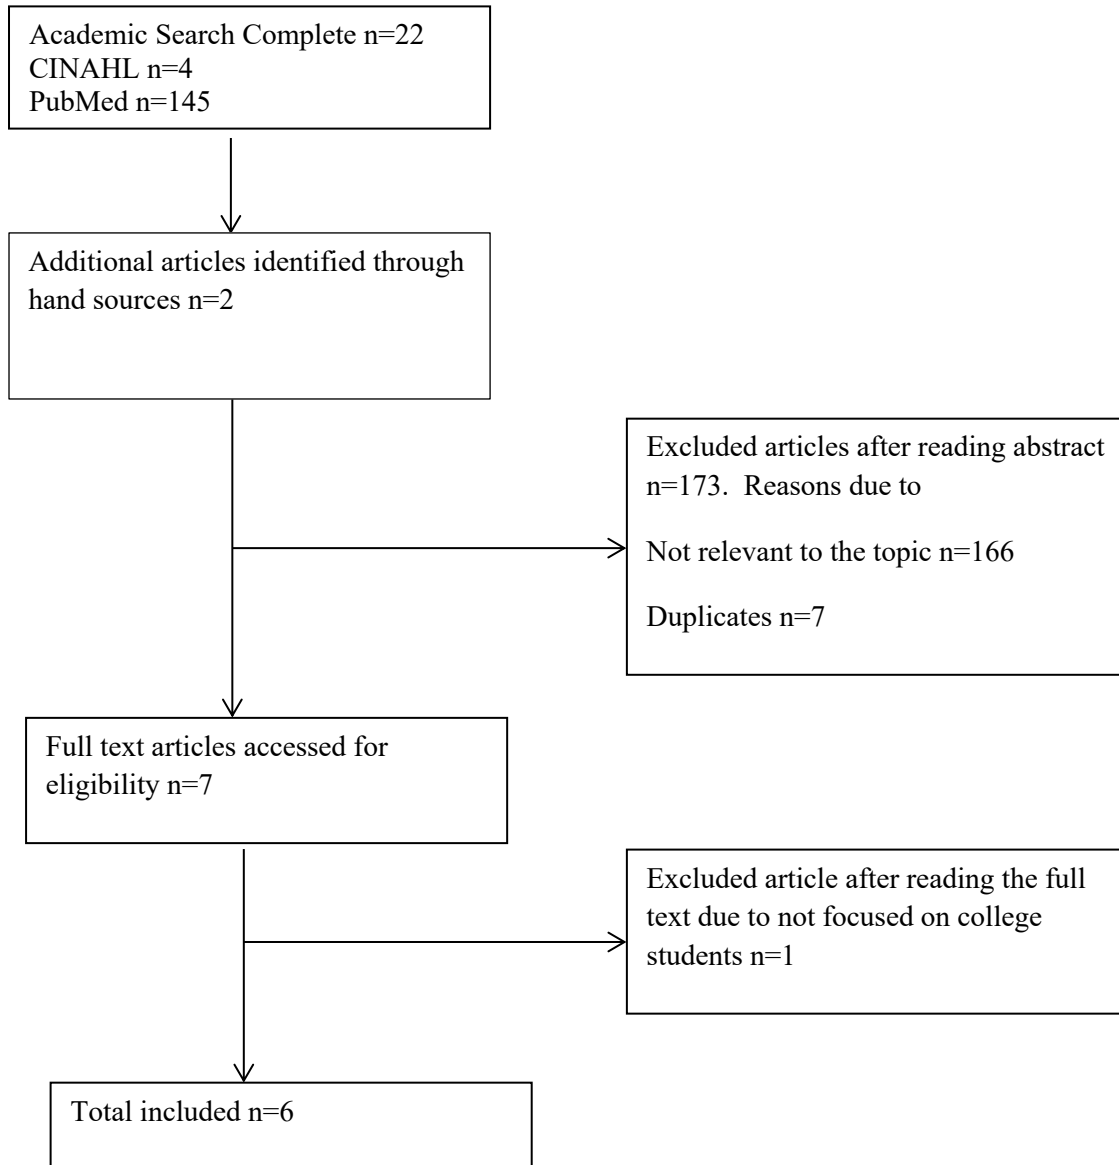 Academic Search Complete n=22
CINAHL n=4
PubMed n=145
Additional articles identified through
hand sources n=2
Excluded articles after reading abstract
n=173.  Reasons due to
Not relevant to the topic n=166
Duplicates n=7
Full text articles accessed for
eligibility n=7
Excluded article after reading the full
text due to not focused on college
students n=1
Total included n=6